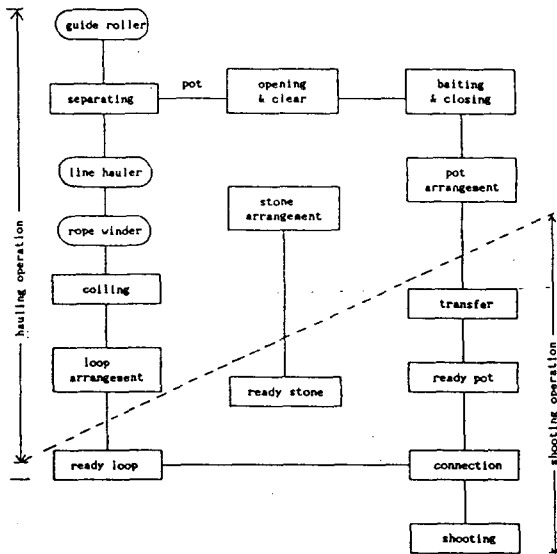 guide roller
separating
pot
opening
& clear
baiting
& closing
line hauler
pot
arrangement
stone
arrangement
rope winder
hauling operation
coiling
transfer
loop
arrangement
ready stone
ready pot
shooting operation
ready loop
connection
shooting